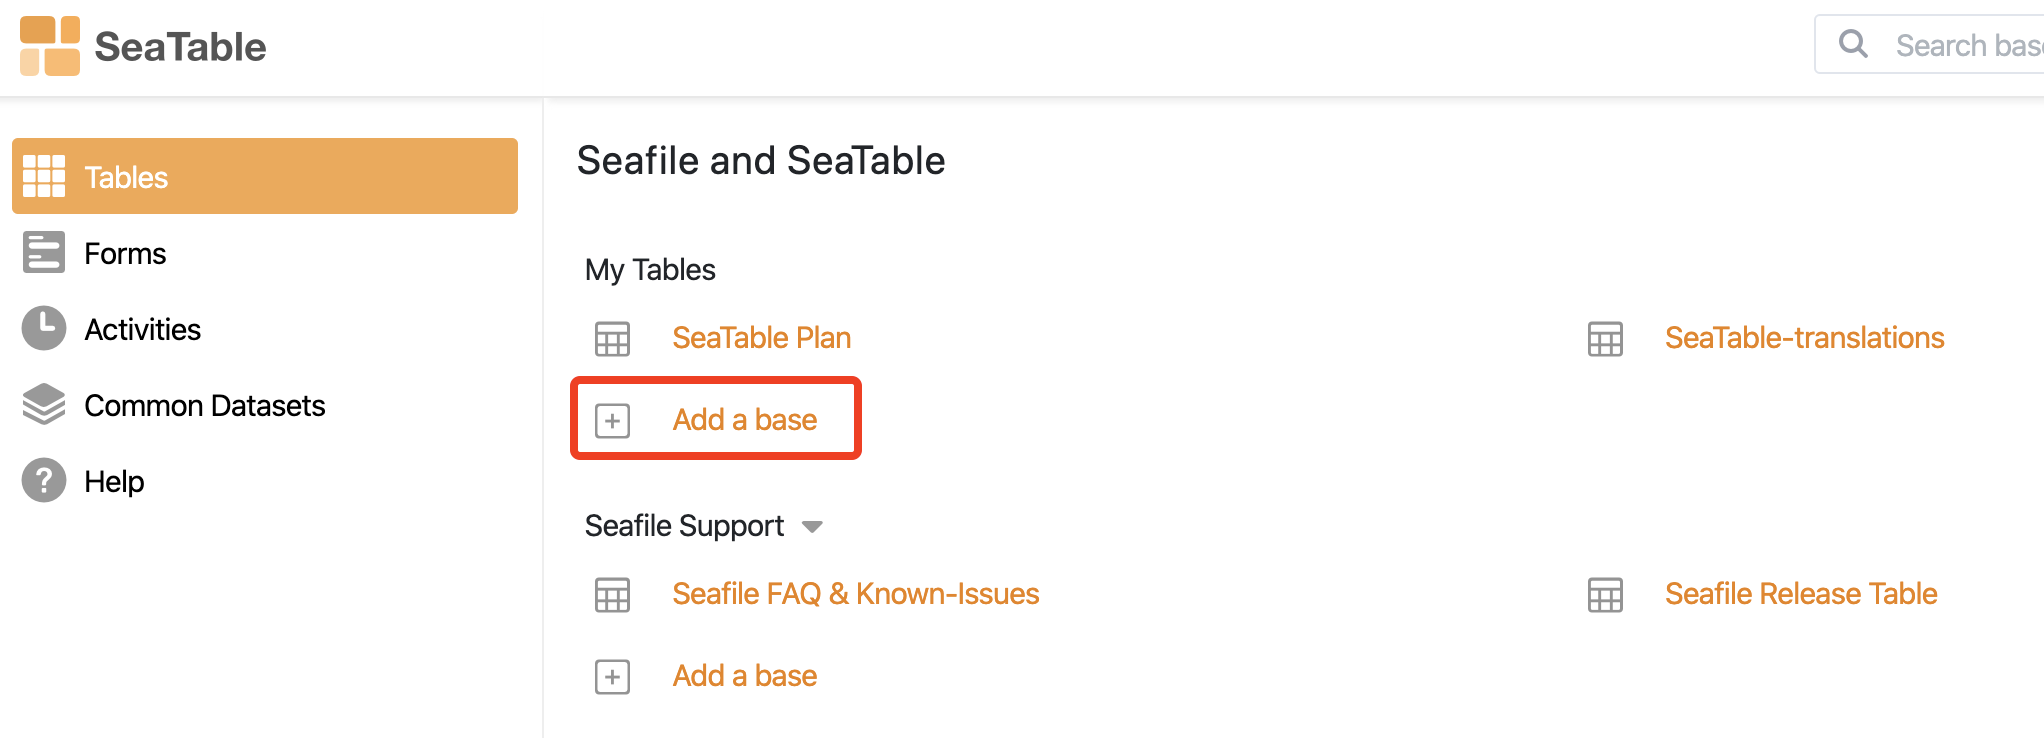 SeaTable
Search bas
Tables
Forms
Activities
Common Datasets
Help
Seafile and SeaTable
My Tables
SeaTable Plan
SeaTable-translations
Add a base
Seafile Support
Seafile FAQ & Known-Issues
Seafile Release Table
Add a base